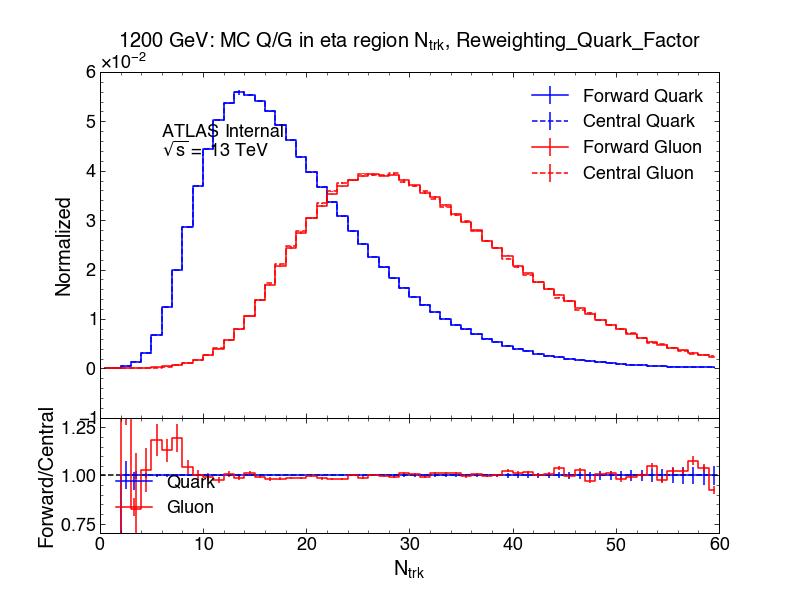 1200 GeV: MC Q/G in eta region N_trk, Reweighting_Quark_Factor
×10⁻²
6
5
4
3
2
1
0
−1
Normalized
ATLAS Internal
√s = 13 TeV
Forward Quark
Central Quark
Forward Gluon
Central Gluon
1.25
1.00
0.75
Forward/Central
Quark
Gluon
0 10 20 30 40 50 60
N_trk